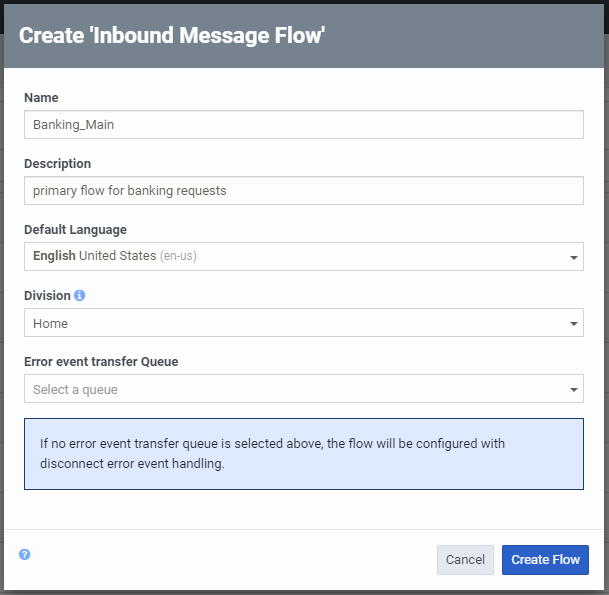 Create 'Inbound Message Flow'
Name
Banking_Main
Description
primary flow for banking requests
Default Language
English United States (en-us)
Division
Home
Error event transfer Queue
Select a queue
If no error event transfer queue is selected above, the flow will be configured with
disconnect error event handling.
Cancel
Create Flow